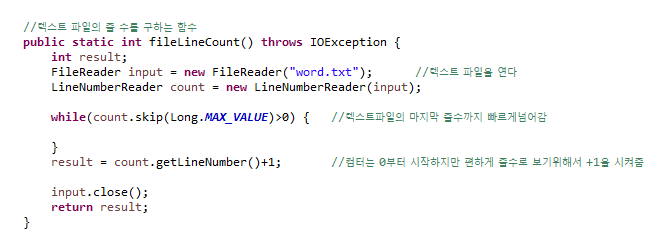 //텍스트 파일의 줄 수를 구하는 함수
public static int fileLineCount() throws IOException {
int result;
FileReader input = new FileReader("word.txt"); //텍스트 파일을 연다
LineNumberReader count = new LineNumberReader(input);
while(count.skip(Long.MAX_VALUE)>0) { //텍스트파일의 마지막 줄수까지 빠르게넘어감
}
result = count.getLineNumber()+1; //컴터는 0부터 시작하지만 편하게 줄수로 보기위해서 +1을 시켜줌
input.close();
return result;
}